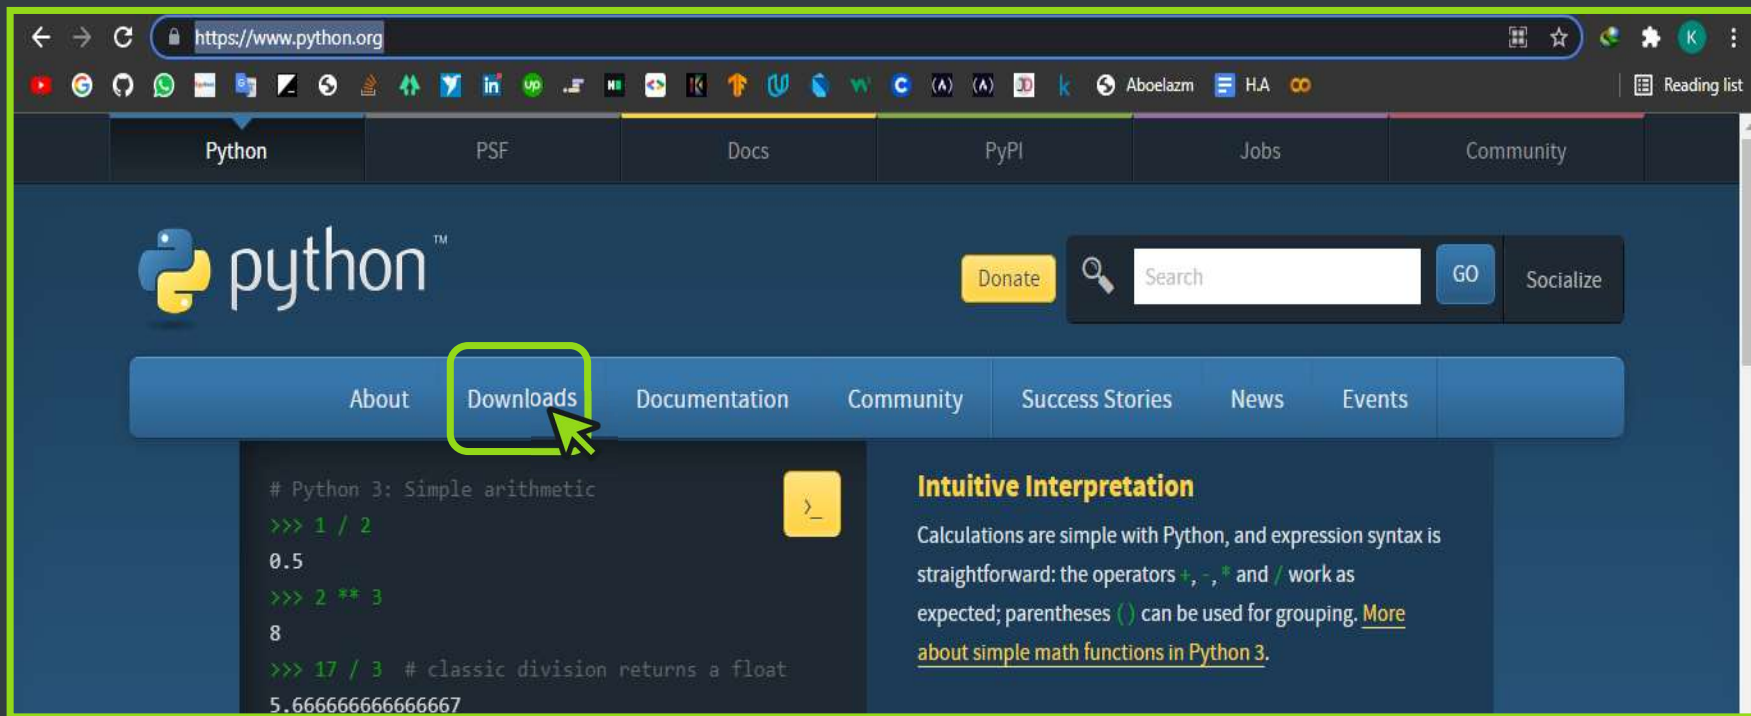 https://www.python.org
K
Aboelazm H.A Reading list
Python PSF Docs PyPI Jobs Community
python™
Donate Search GO Socialize
About Downloads Documentation Community Success Stories News Events
# Python 3: Simple arithmetic
>>> 1 / 2
0.5
>>> 2 ** 3
8
>>> 17 / 3 # classic division returns a float
5.666666666666667
>_
Intuitive Interpretation
Calculations are simple with Python, and expression syntax is
straightforward: the operators +, -, * and / work as
expected; parentheses () can be used for grouping. More
about simple math functions in Python 3.